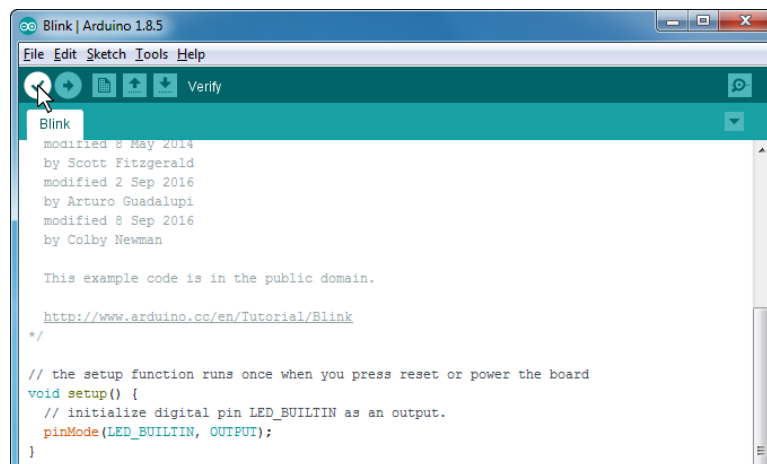 Blink | Arduino 1.8.5
File Edit Sketch Tools Help
Verify
Blink
modified 8 May 2014
by Scott Fitzgerald
modified 2 Sep 2016
by Arturo Guadalupi
modified 8 Sep 2016
by Colby Newman
This example code is in the public domain.
http://www.arduino.cc/en/Tutorial/Blink
*/
// the setup function runs once when you press reset or power the board
void setup() {
// initialize digital pin LED_BUILTIN as an output.
pinMode(LED_BUILTIN, OUTPUT);
}